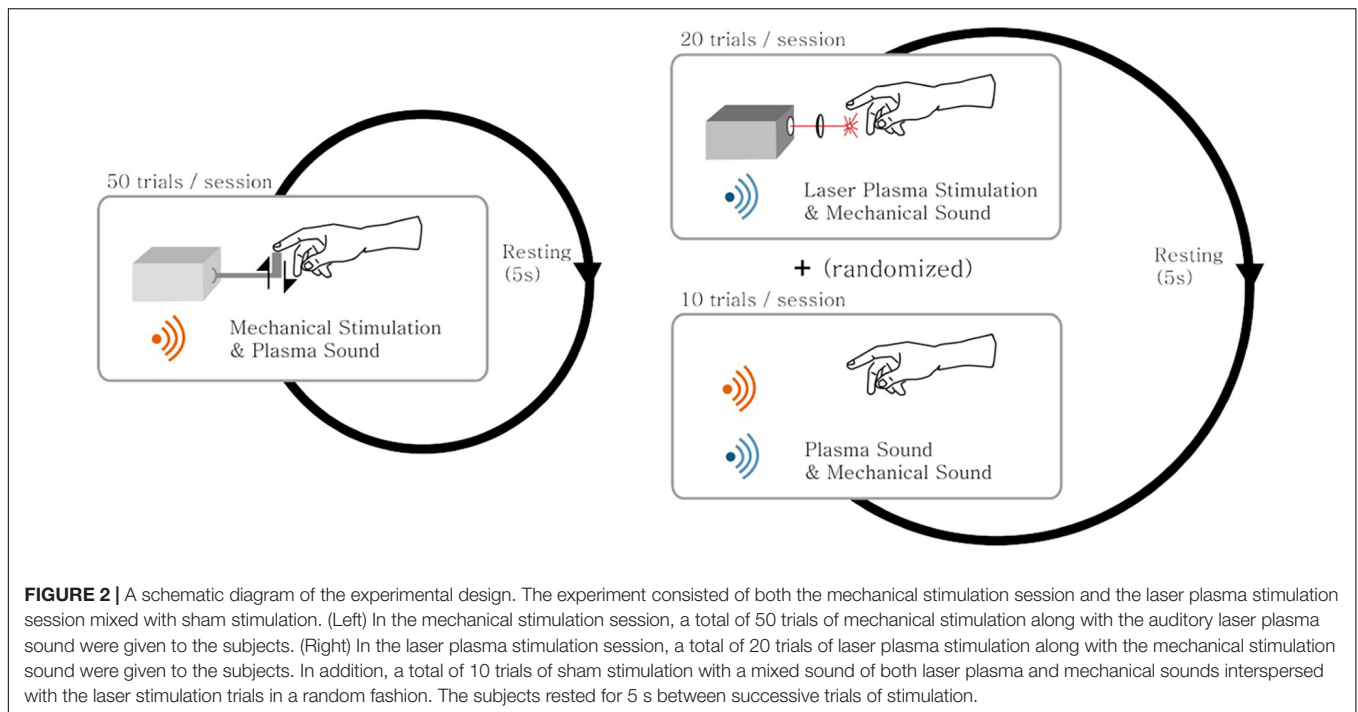 50 trials / session
Mechanical Stimulation
& Plasma Sound
Resting
(5s)
20 trials / session
Laser Plasma Stimulation
& Mechanical Sound
+ (randomized)
10 trials / session
Plasma Sound
& Mechanical Sound
Resting
(5s)
FIGURE 2 | A schematic diagram of the experimental design. The experiment consisted of both the mechanical stimulation session and the laser plasma stimulation
session mixed with sham stimulation. (Left) In the mechanical stimulation session, a total of 50 trials of mechanical stimulation along with the auditory laser plasma
sound were given to the subjects. (Right) In the laser plasma stimulation session, a total of 20 trials of laser plasma stimulation along with the mechanical stimulation
sound were given to the subjects. In addition, a total of 10 trials of sham stimulation with a mixed sound of both laser plasma and mechanical sounds interspersed
with the laser stimulation trials in a random fashion. The subjects rested for 5 s between successive trials of stimulation.